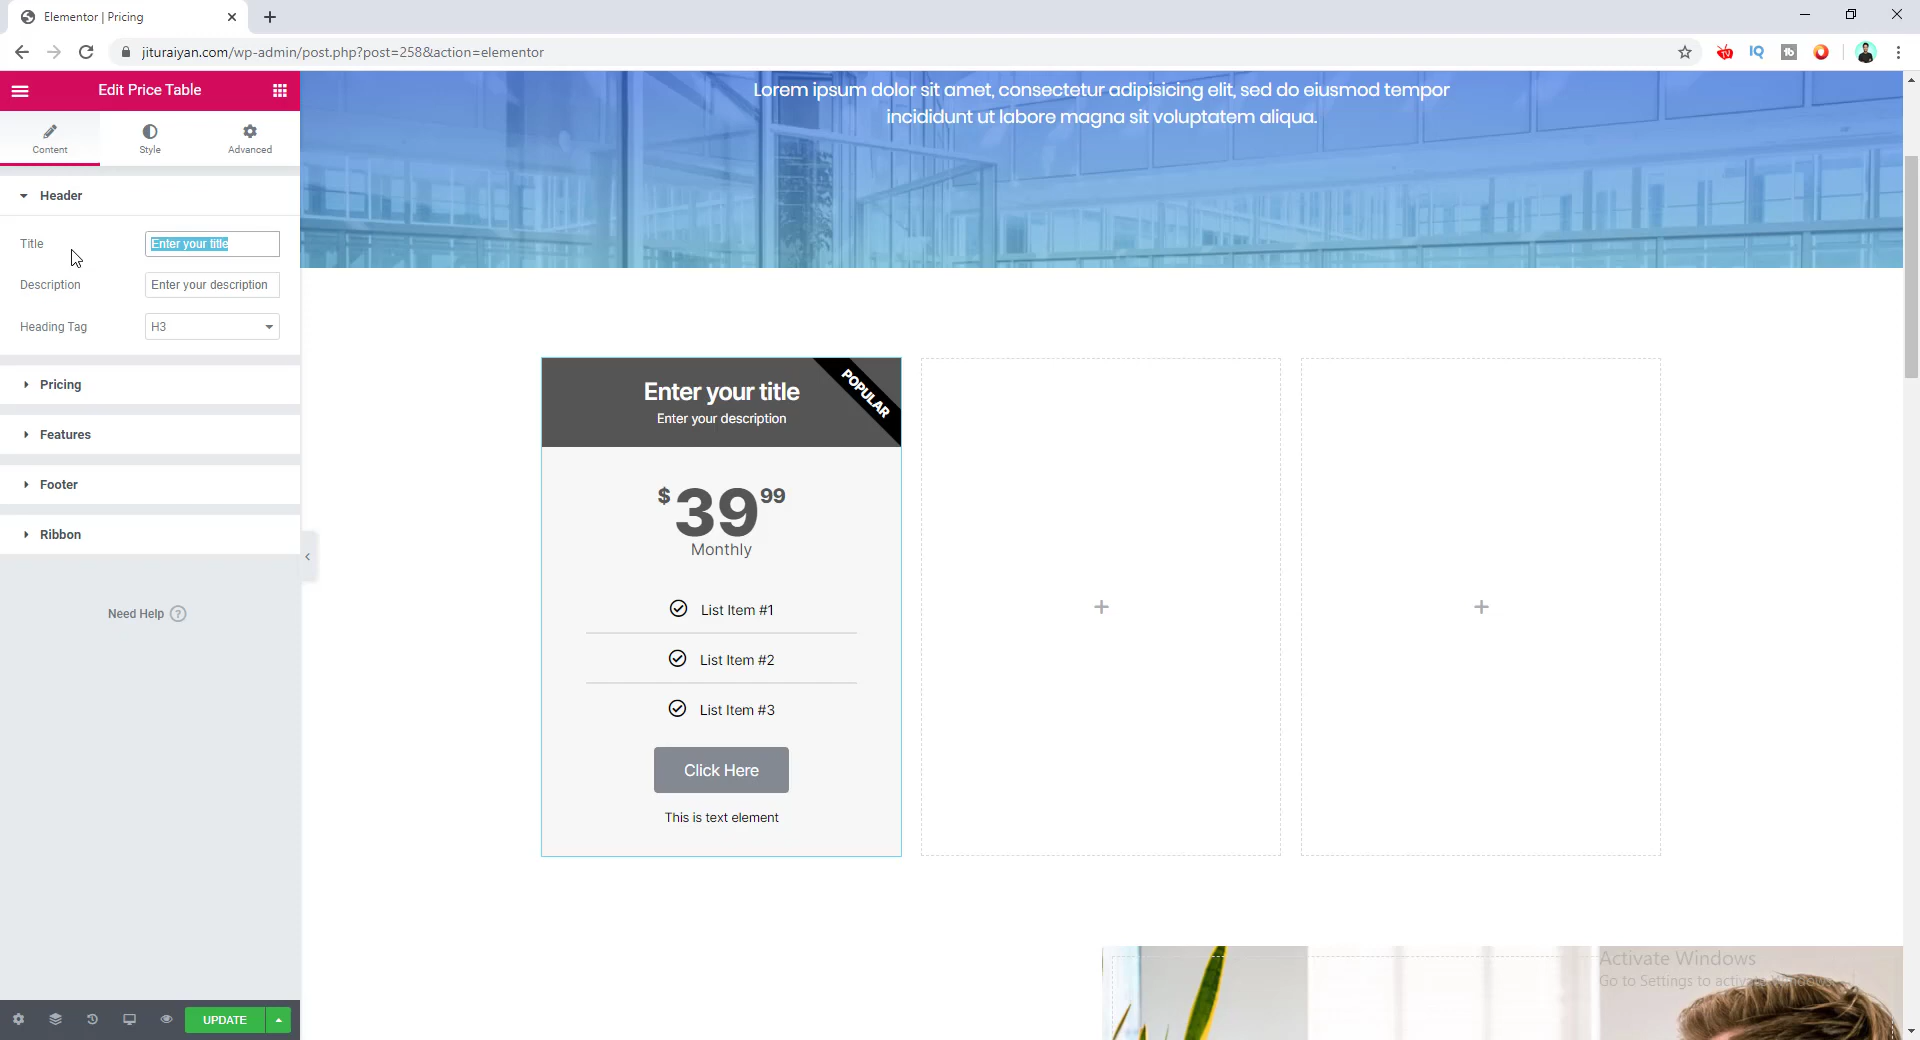 Elementor | Pricing
jituraiyan.com/wp-admin/post.php?post=258&action=elementor
IQ
tb
Edit Price Table
Content
Style
Advanced
Header
Title
Enter your title
Description
Enter your description
Heading Tag
H3
Pricing
Features
Footer
Ribbon
Need Help ?
UPDATE
Lorem ipsum dolor sit amet, consectetur adipisicing elit, sed do eiusmod tempor
incididunt ut labore magna sit voluptatem aliqua.
Enter your title
POPULAR
Enter your description
$39 99
Monthly
List Item #1
List Item #2
List Item #3
Click Here
This is text element
Activate Windows
Go to Settings to activate Windows.